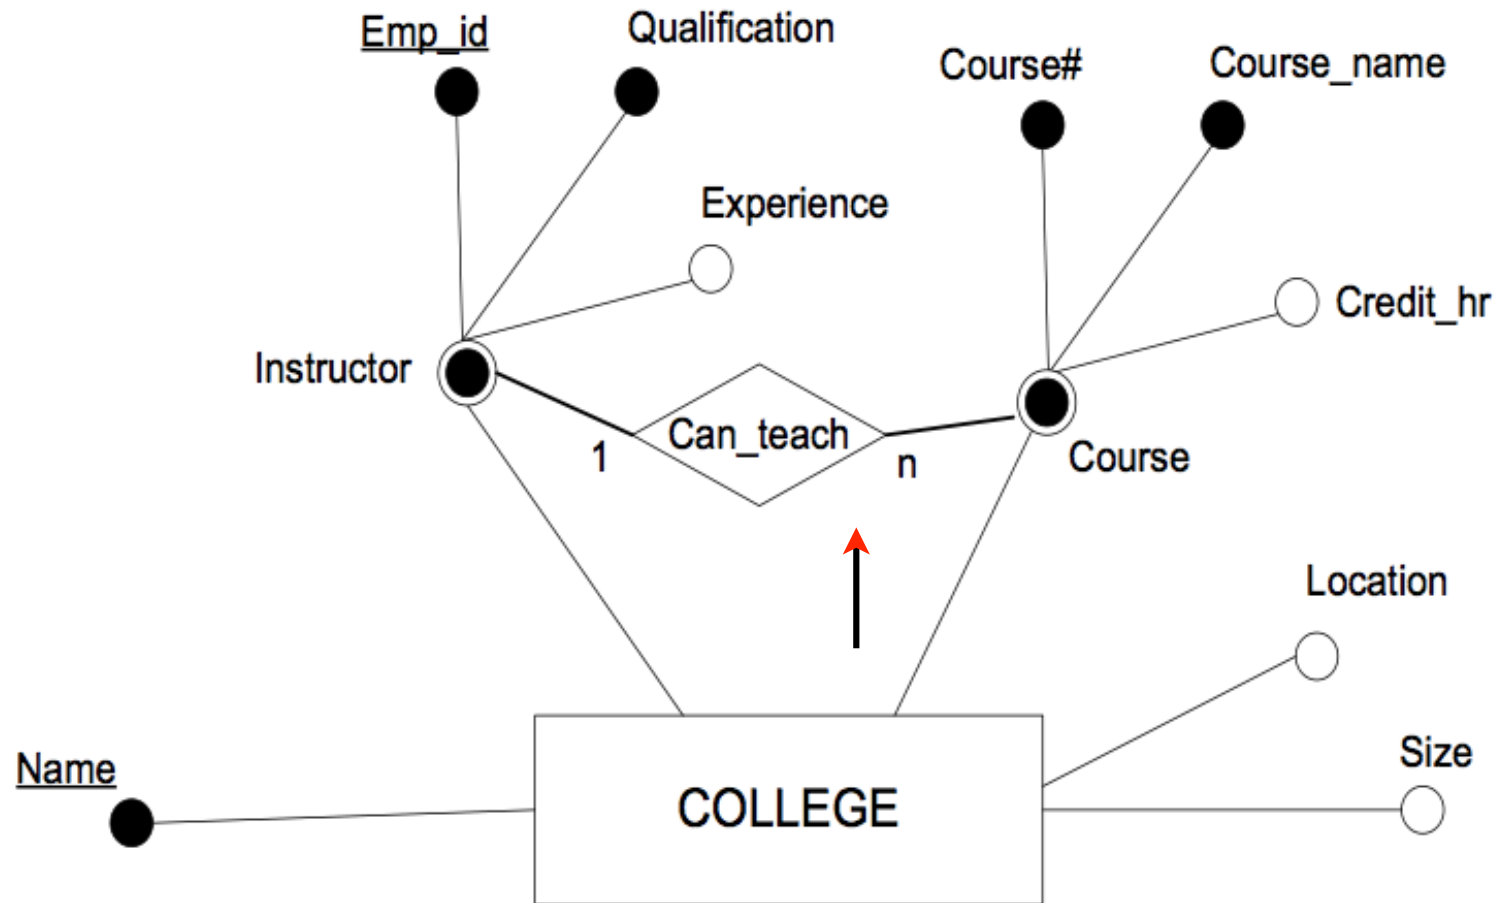 Emp_id
Qualification
Course#
Course_name
Experience
Credit_hr
Instructor
Can_teach
1
n
Course
Location
Name
Size
COLLEGE